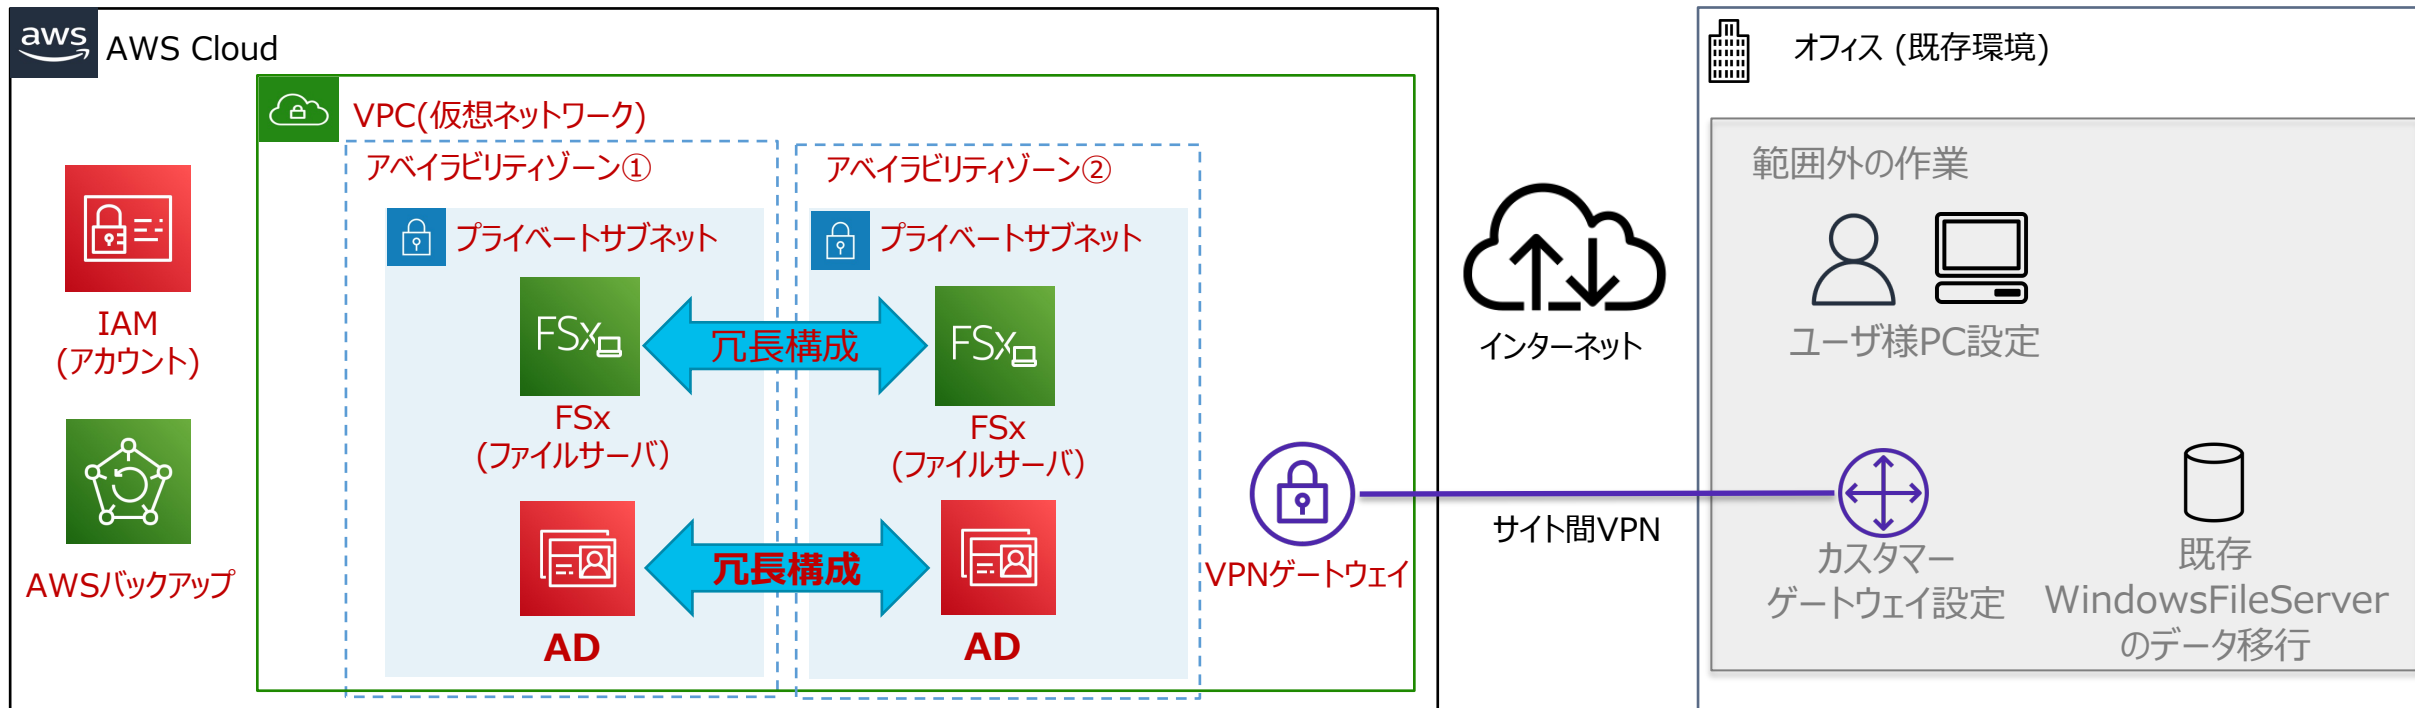 aws
AWS Cloud
VPC(仮想ネットワーク)
アベイラビリティゾーン①
アベイラビリティゾーン②
プライベートサブネット
プライベートサブネット
IAM
(アカウント)
AWSバックアップ
FSx
FSx
冗長構成
FSx
(ファイルサーバ)
FSx
(ファイルサーバ)
冗長構成
AD
AD
VPNゲートウェイ
インターネット
サイト間VPN
オフィス (既存環境)
範囲外の作業
ユーザ様PC設定
カスタマー
ゲートウェイ設定
既存
WindowsFileServer
のデータ移行